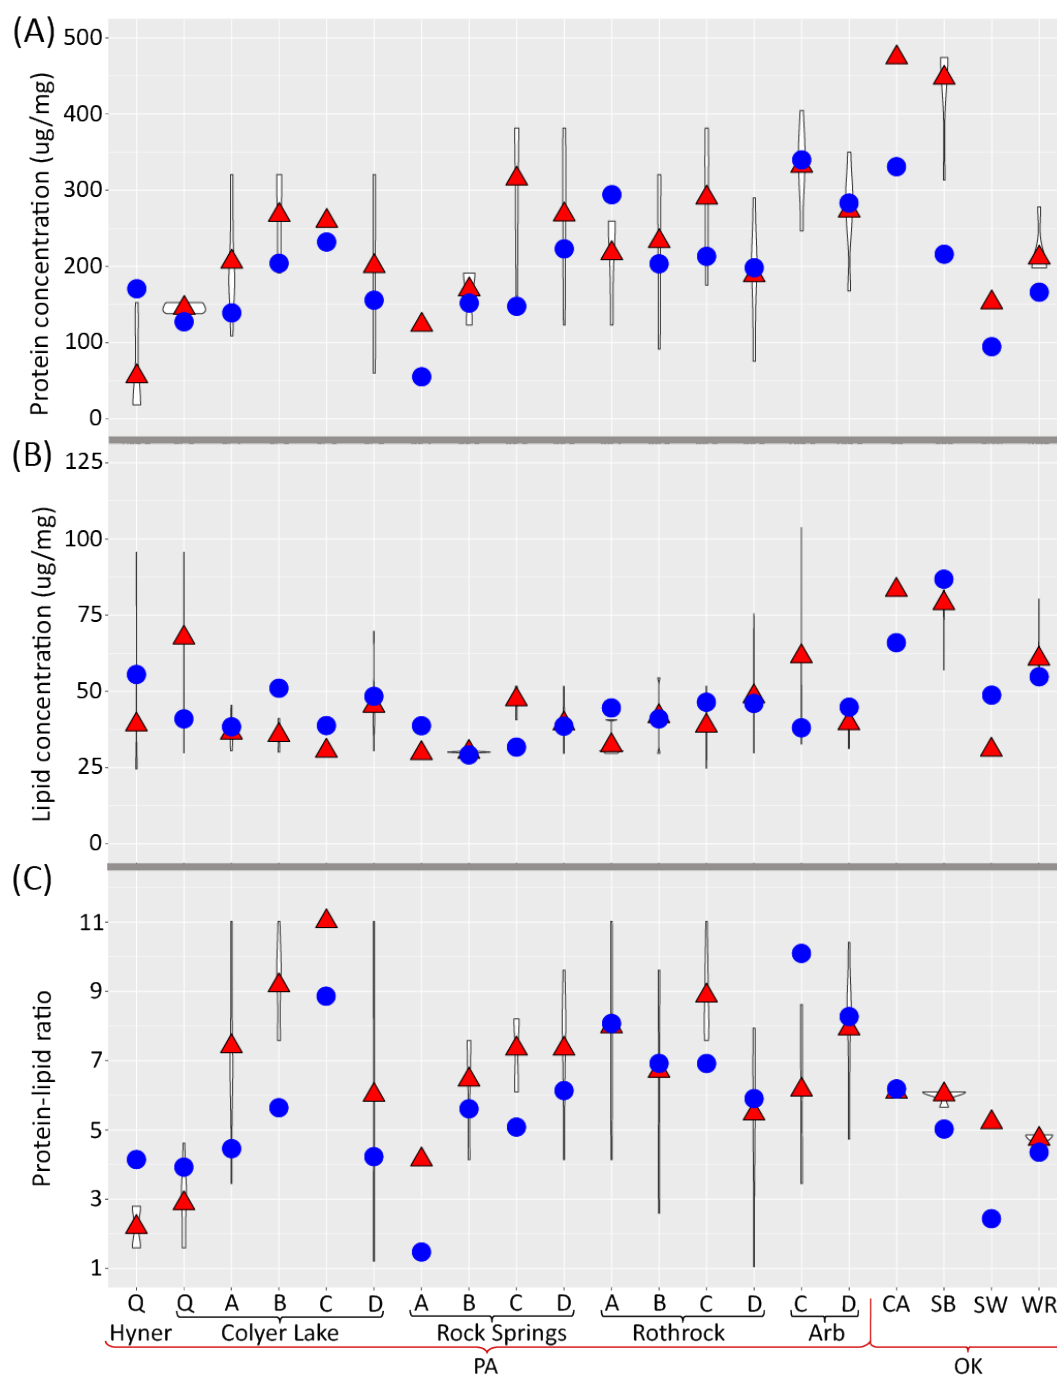 (A)
Protein concentration (ug/mg)
500
400
300
200
100
0
(B)
Lipid concentration (ug/mg)
125
100
75
50
25
0
(C)
Protein-lipid ratio
11
9
7
5
3
1
Q Q A B C D A B C D A B C D C D CA SB SW WR
Hyner Colyer Lake Rock Springs Rothrock Arb
PA OK